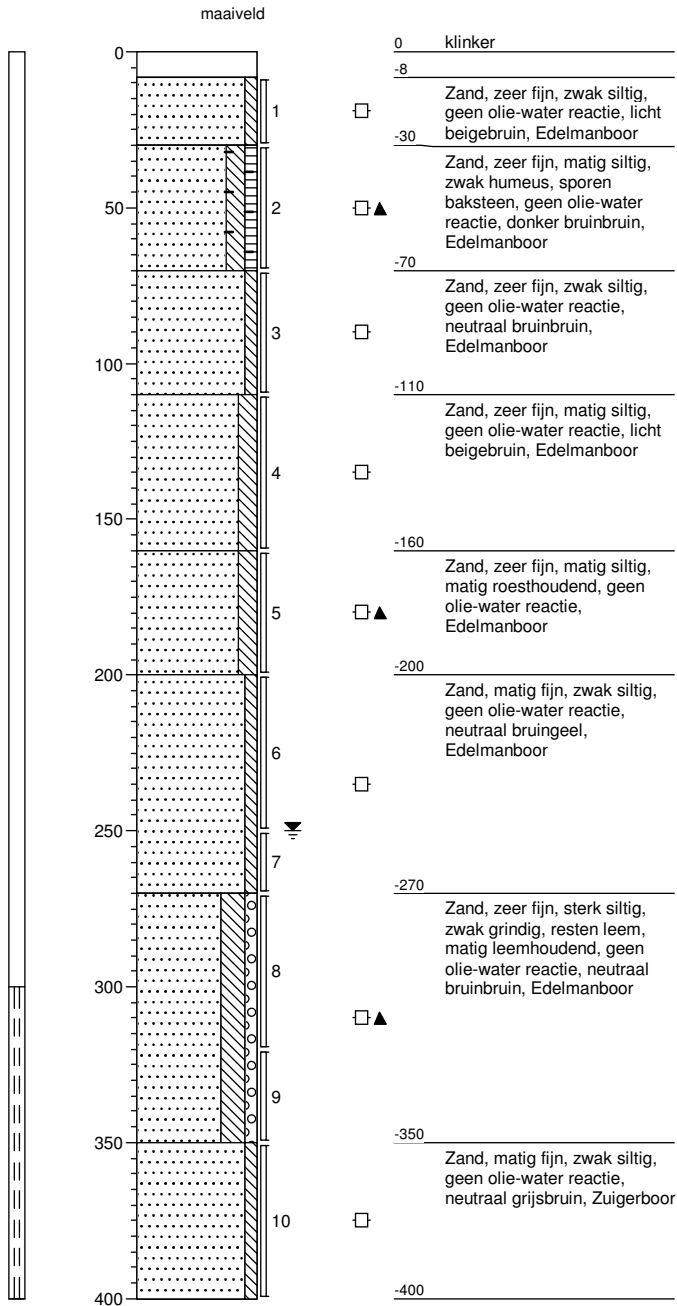 maaiveld
0
50
100
150
200
250
300
350
400
1
2
3
4
5
6
7
8
9
10
0 klinker
-8
Zand, zeer fijn, zwak siltig,
geen olie-water reactie, licht
beigebruin, Edelmanboor
-30
Zand, zeer fijn, matig siltig,
zwak humeus, sporen
baksteen, geen olie-water
reactie, donker bruinbruin,
Edelmanboor
-70
Zand, zeer fijn, zwak siltig,
geen olie-water reactie,
neutraal bruinbruin,
Edelmanboor
-110
Zand, zeer fijn, matig siltig,
geen olie-water reactie, licht
beigebruin, Edelmanboor
-160
Zand, zeer fijn, matig siltig,
matig roesthoudend, geen
olie-water reactie,
Edelmanboor
-200
Zand, matig fijn, zwak siltig,
geen olie-water reactie,
neutraal bruingeel,
Edelmanboor
-270
Zand, zeer fijn, sterk siltig,
zwak grindig, resten leem,
matig leemhoudend, geen
olie-water reactie, neutraal
bruinbruin, Edelmanboor
-350
Zand, matig fijn, zwak siltig,
geen olie-water reactie,
neutraal grijsbruin, Zuigerboor
-400